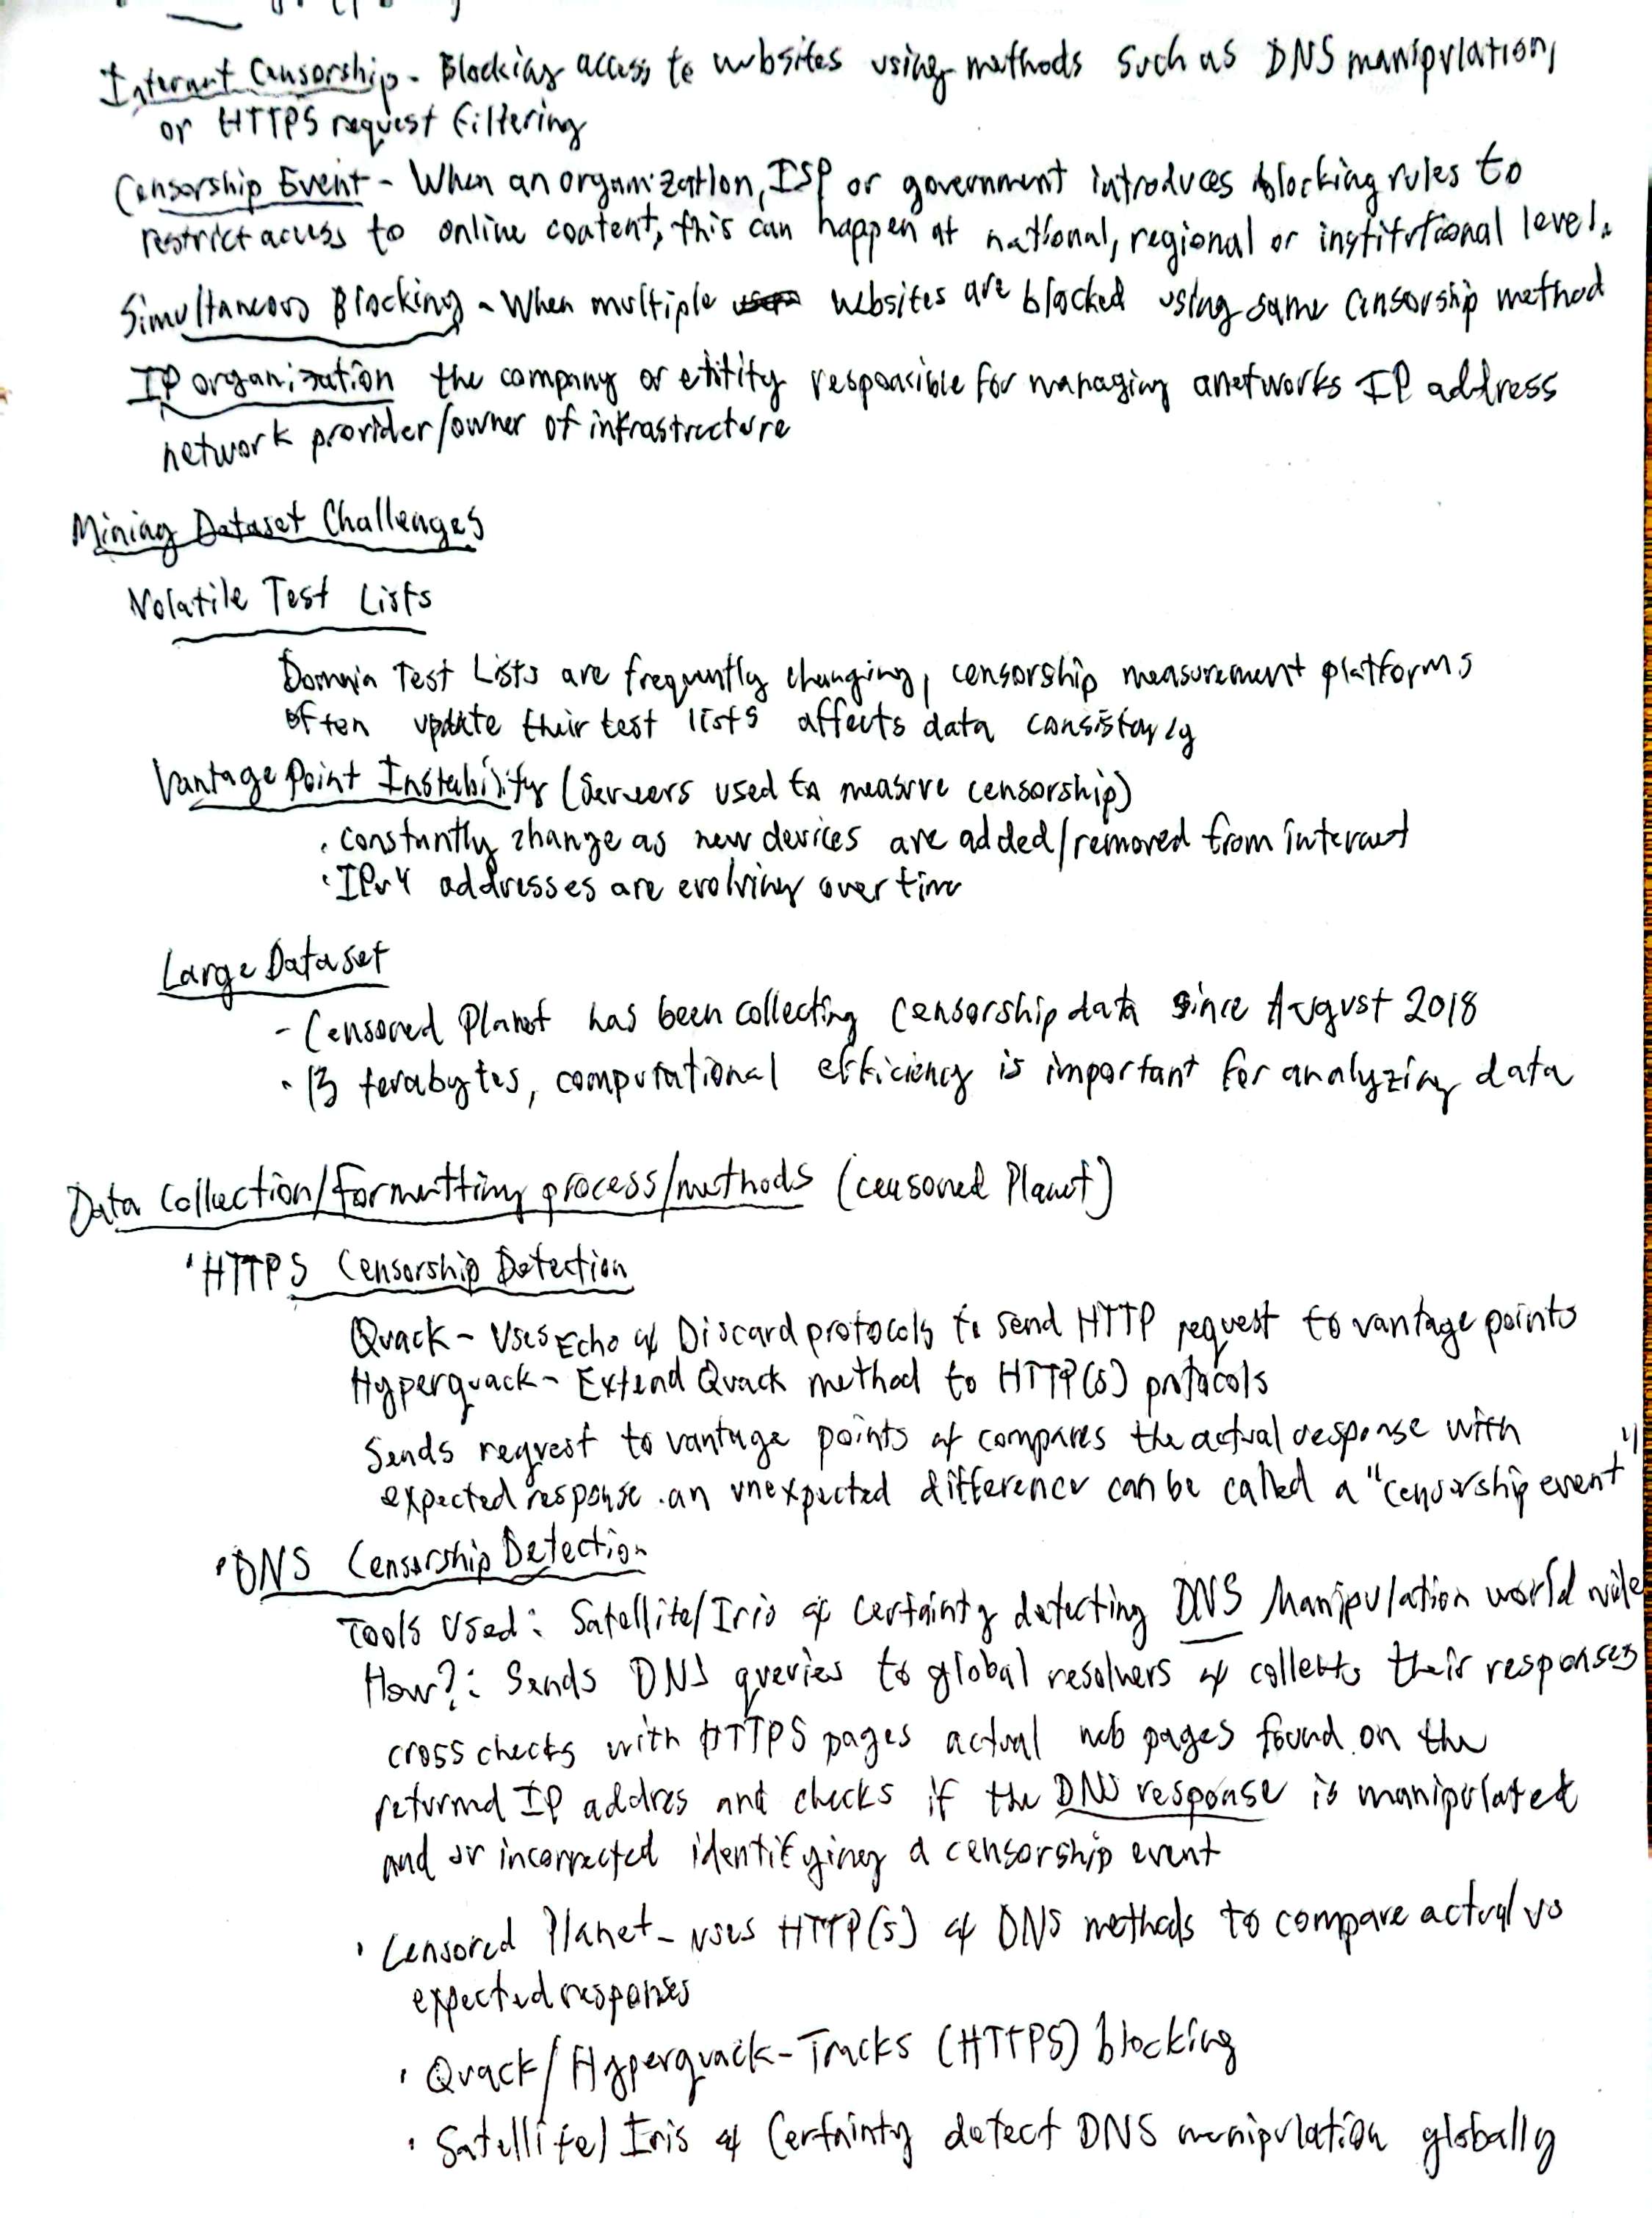 Internet Censorship - Blocking access to websites using methods such as DNS manipulation,
or HTTPS request filtering
Censorship Event - When an organization, ISP or government introduces blocking rules to
restrict access to online content, this can happen at national, regional or institutional level.
Simultaneous Blocking - When multiple websites are blocked using same censorship method
IP organization the company or entity responsible for managing a networks IP address
network provider/owner of infrastructure
Mining Dataset Challenges
Volatile Test Lists
Domain Test Lists are frequently changing, censorship measurement platforms
often update their test lists affects data
Vantage Point Instability (Servers used to measure censorship)
• constantly change as new devices are added/removed from internet
• IPv4 addresses are evolving over time
Large Dataset
- Censored Planet has been collecting censorship data since August 2018
• 13 terabytes, computational efficiency is important for analyzing data
Data Collection/formatting process/methods (censored Planet)
• HTTPS Censorship Detection
Quack - Uses Echo & Discard protocols to send HTTP request to vantage points
Hyperquack - Extend Quack method to HTTP(s) protocols
Sends request to vantage points & compares the actual response with
expected response. an unexpected difference can be called a "censorship event"
• DNS Censorship Detection
Tools Used: Satellite/Iris & Certainty detecting DNS Manipulation world wide
How?: Sends DNS queries to global resolvers & collects their responses
cross checks with HTTPS pages actual web pages found on the
returned IP addres and checks if the DNS response is manipulated
and or incorrected identifying a censorship event
• Censored Planet - uses HTTP(s) & DNS methods to compare actual vs
expected responses
• Quack/Hyperquack - Tracks (HTTPS) blocking
• Satellite/Iris & Certainty detect DNS manipulation globally